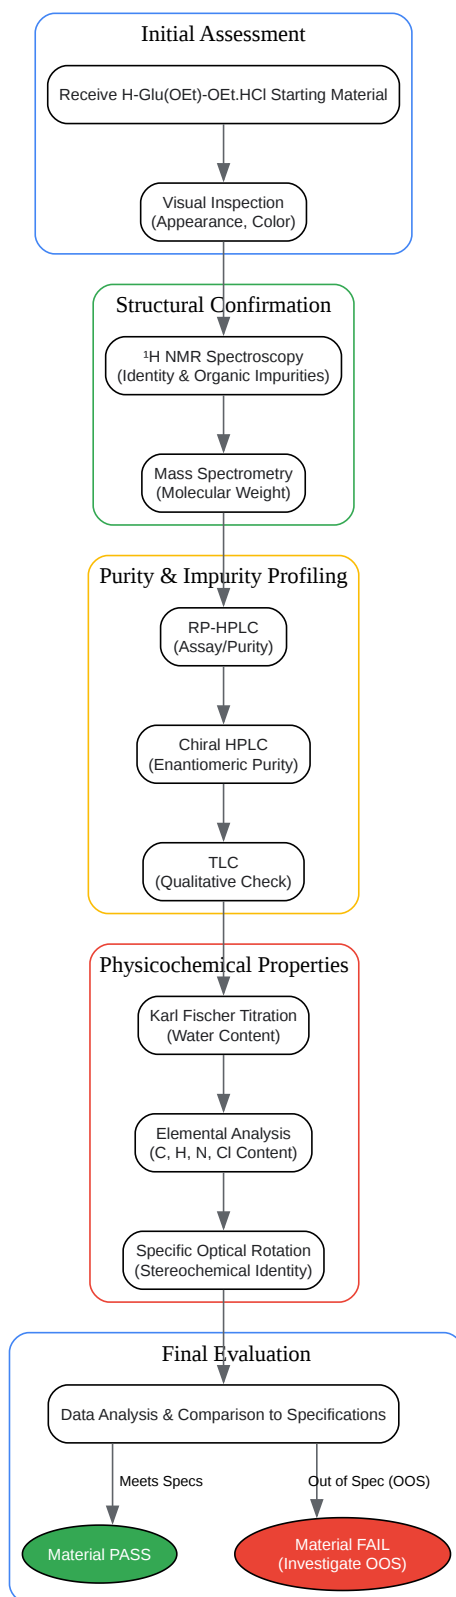 Initial Assessment
Receive H-Glu(OEt)-OEt.HCl Starting Material
Visual Inspection
(Appearance, Color)
Structural Confirmation
¹H NMR Spectroscopy
(Identity & Organic Impurities)
Mass Spectrometry
(Molecular Weight)
Purity & Impurity Profiling
RP-HPLC
(Assay/Purity)
Chiral HPLC
(Enantiomeric Purity)
TLC
(Qualitative Check)
Physicochemical Properties
Karl Fischer Titration
(Water Content)
Elemental Analysis
(C, H, N, Cl Content)
Specific Optical Rotation
(Stereochemical Identity)
Final Evaluation
Data Analysis & Comparison to Specifications
Meets Specs
Out of Spec (OOS)
Material PASS
Material FAIL
(Investigate OOS)